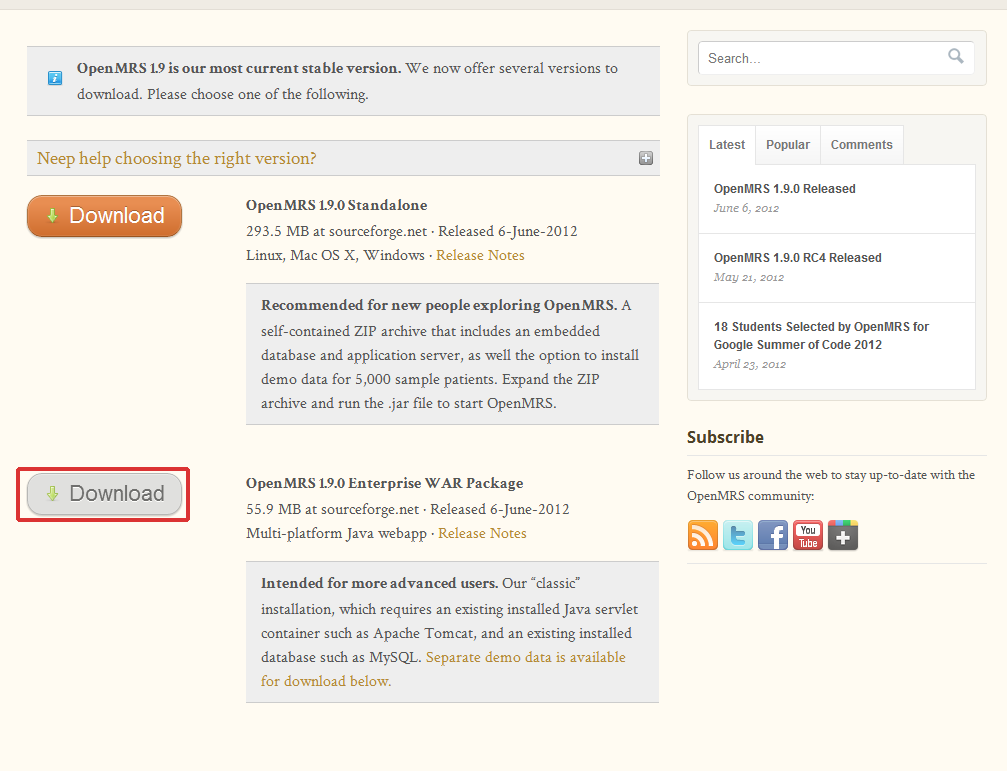 OpenMRS 1.9 is our most current stable version. We now offer several versions to
download. Please choose one of the following.
Neep help choosing the right version?
Download
OpenMRS 1.9.0 Standalone
293.5 MB at sourceforge.net · Released 6-June-2012
Linux, Mac OS X, Windows · Release Notes
Recommended for new people exploring OpenMRS. A
self-contained ZIP archive that includes an embedded
database and application server, as well the option to install
demo data for 5,000 sample patients. Expand the ZIP
archive and run the .jar file to start OpenMRS.
Download
OpenMRS 1.9.0 Enterprise WAR Package
55.9 MB at sourceforge.net · Released 6-June-2012
Multi-platform Java webapp · Release Notes
Intended for more advanced users. Our “classic”
installation, which requires an existing installed Java servlet
container such as Apache Tomcat, and an existing installed
database such as MySQL. Separate demo data is available
for download below.
Search...
Latest Popular Comments
OpenMRS 1.9.0 Released
June 6, 2012
OpenMRS 1.9.0 RC4 Released
May 21, 2012
18 Students Selected by OpenMRS for
Google Summer of Code 2012
April 23, 2012
Subscribe
Follow us around the web to stay up-to-date with the
OpenMRS community:
You
Tube